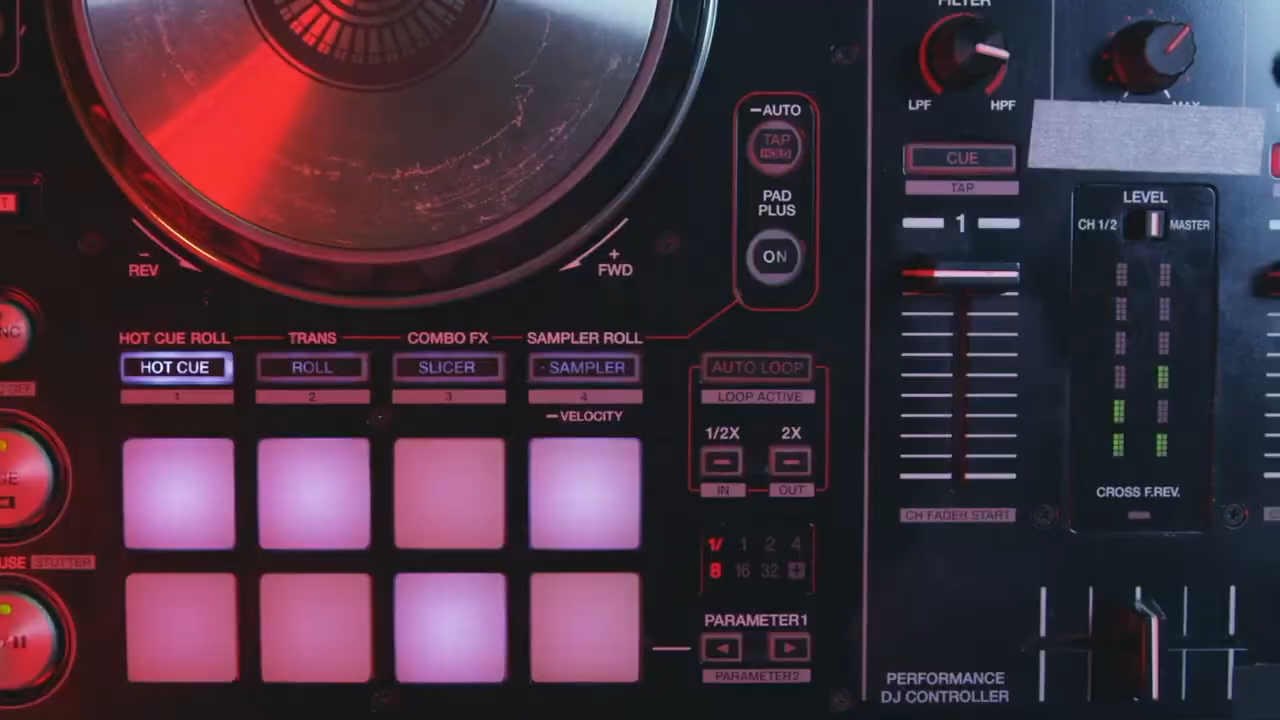 FILTER
LPF
HPF
MAX
– AUTO
TAP
HOLD
PAD
PLUS
ON
CUE
TAP
1
LEVEL
CH 1/2
MASTER
–
REV
+
FWD
HOT CUE ROLL
TRANS
COMBO FX
SAMPLER ROLL
HOT CUE
ROLL
SLICER
· SAMPLER
1
2
3
4
– VELOCITY
AUTO LOOP
LOOP ACTIVE
1/2X
2X
IN
OUT
CROSS F.REV.
CH FADER START
1/ 1 2 4
8 16 32 +
STUTTER
PARAMETER1
PARAMETER2
PERFORMANCE
DJ CONTROLLER